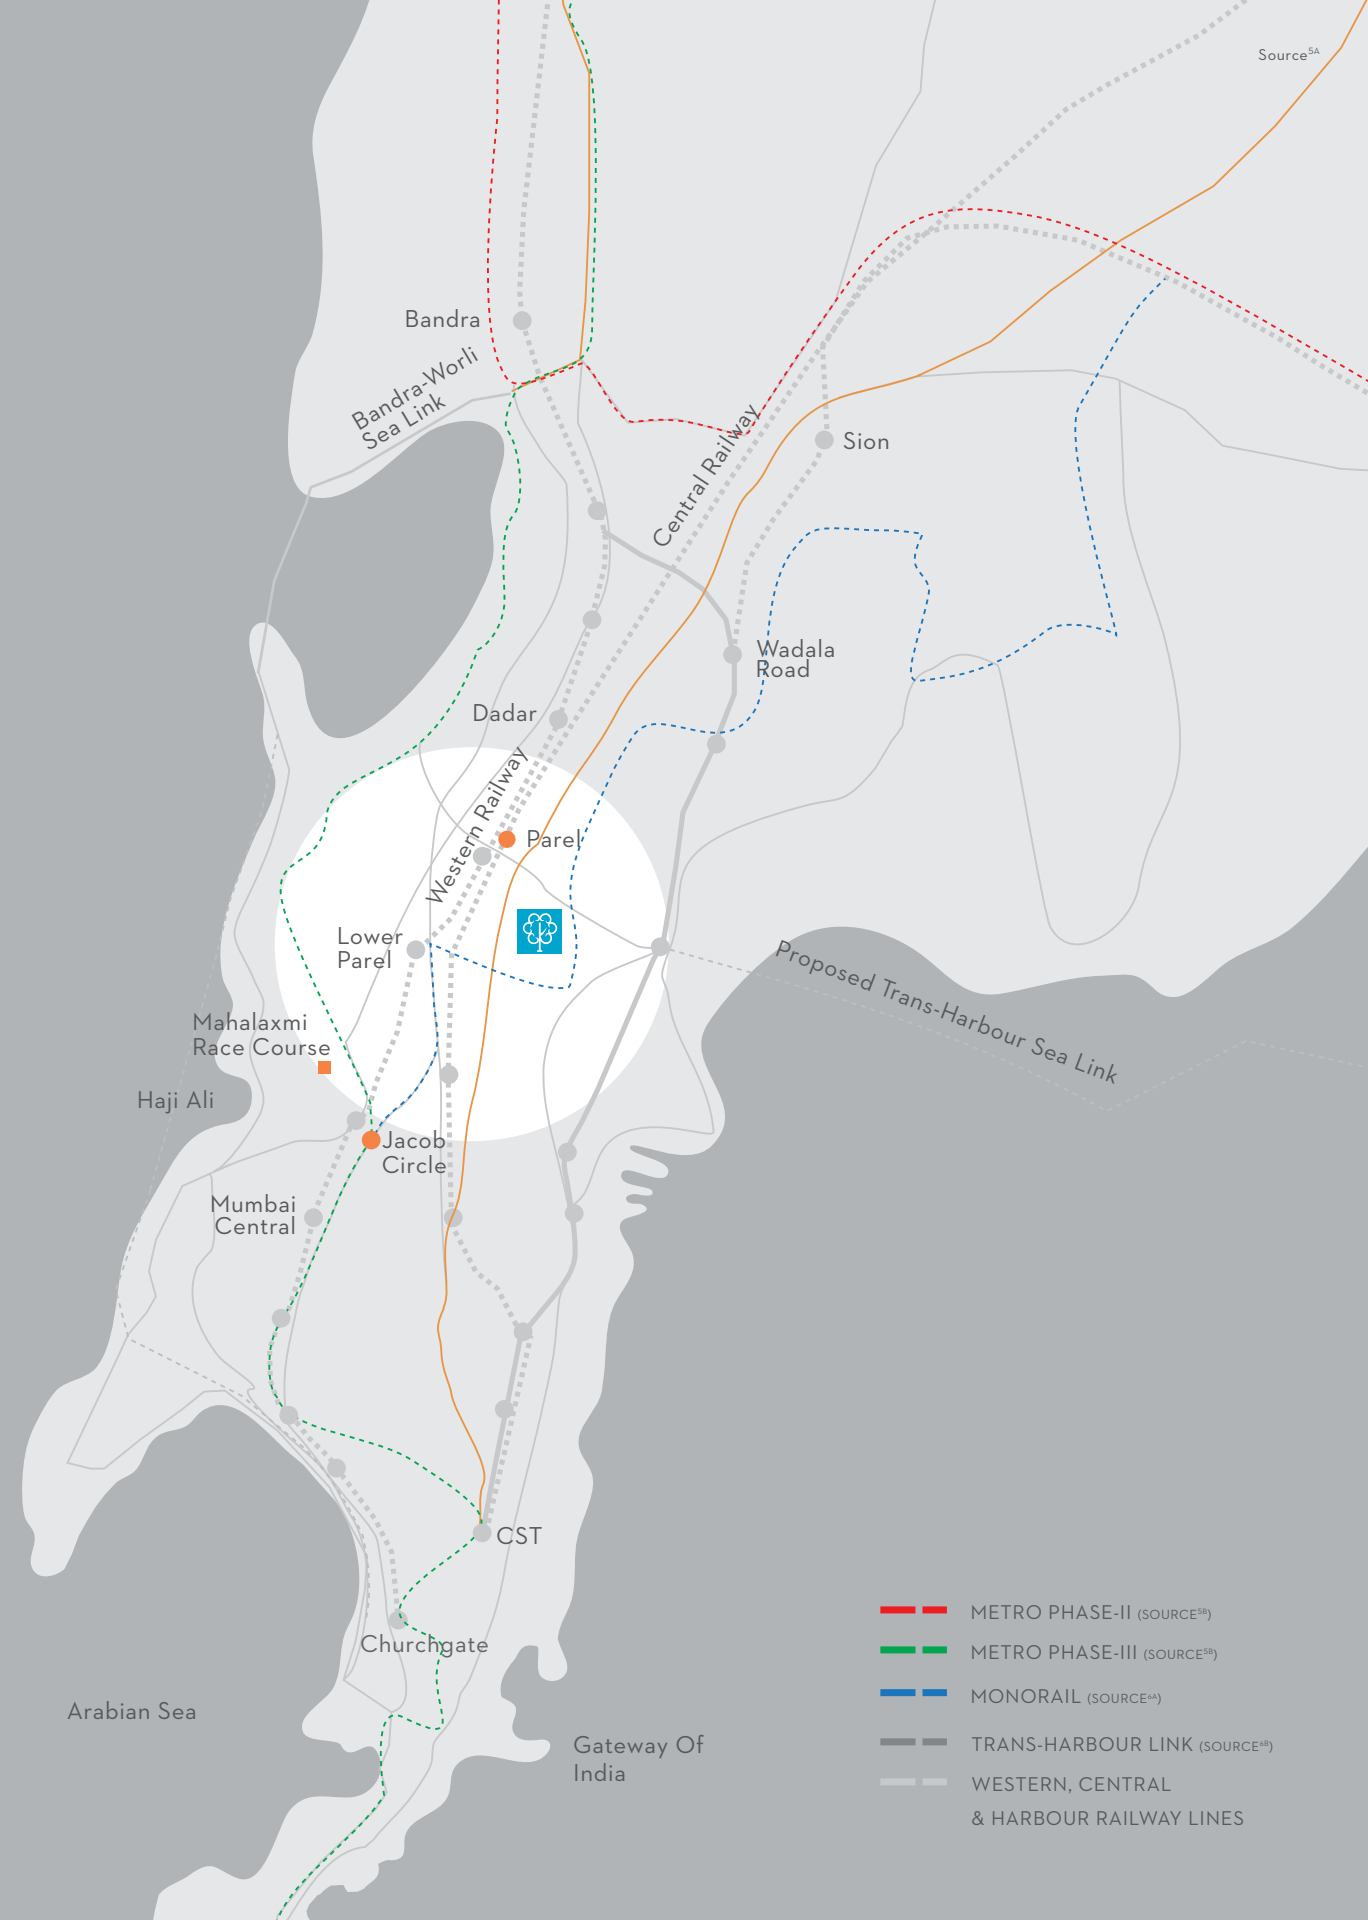 Source5A
Bandra
Bandra-Worli
Sea Link
Central Railway
Sion
Wadala
Road
Dadar
Western Railway
Parel
Lower
Parel
Proposed Trans-Harbour Sea Link
Mahalaxmi
Race Course
Haji Ali
Jacob
Circle
Mumbai
Central
CST
Churchgate
Arabian Sea
Gateway Of
India
METRO PHASE-II (SOURCE5B)
METRO PHASE-III (SOURCE5B)
MONORAIL (SOURCE6A)
TRANS-HARBOUR LINK (SOURCE6B)
WESTERN, CENTRAL
& HARBOUR RAILWAY LINES